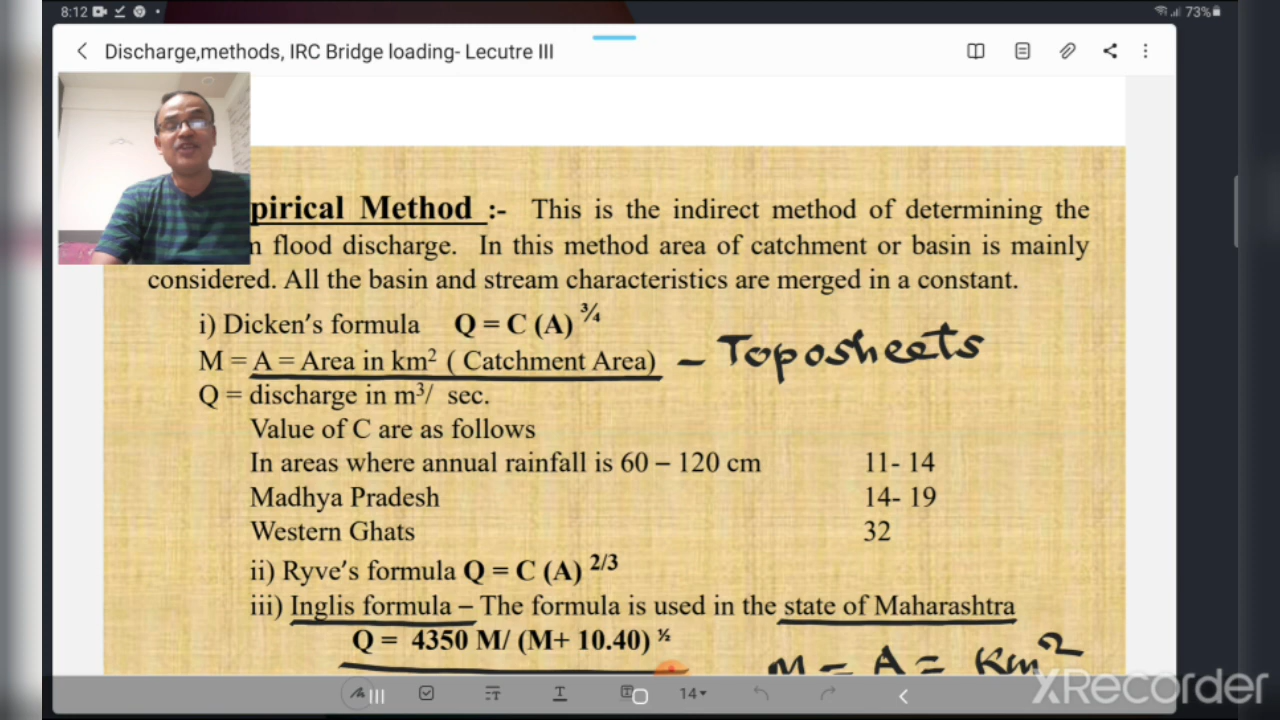 8:12
73%
Discharge,methods, IRC Bridge loading- Lecutre III
pirical Method :- This is the indirect method of determining the
flood discharge. In this method area of catchment or basin is mainly
considered. All the basin and stream characteristics are merged in a constant.
i) Dicken's formula Q = C (A) ¾
M = A = Area in km² ( Catchment Area) – Toposheets
Q = discharge in m³/ sec.
Value of C are as follows
In areas where annual rainfall is 60 – 120 cm 11- 14
Madhya Pradesh 14- 19
Western Ghats 32
ii) Ryve's formula Q = C (A) 2/3
iii) Inglis formula – The formula is used in the state of Maharashtra
Q = 4350 M/ (M+ 10.40) ½
M = A = Km²
14
XRecorder